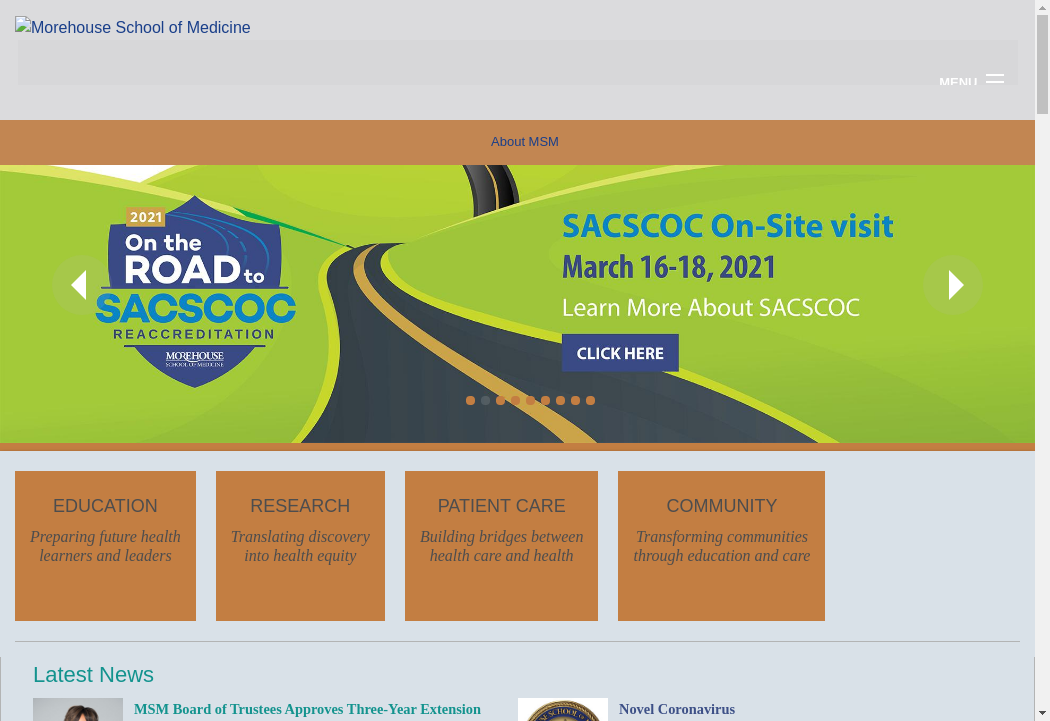 Morehouse School of Medicine
MENU
About MSM
2021
On the
ROAD to
SACSCOC
REACCREDITATION
MOREHOUSE
SCHOOL OF MEDICINE
SACSCOC On-Site visit
March 16-18, 2021
Learn More About SACSCOC
CLICK HERE
EDUCATION
Preparing future health
learners and leaders
RESEARCH
Translating discovery
into health equity
PATIENT CARE
Building bridges between
health care and health
COMMUNITY
Transforming communities
through education and care
Latest News
MSM Board of Trustees Approves Three-Year Extension
Novel Coronavirus